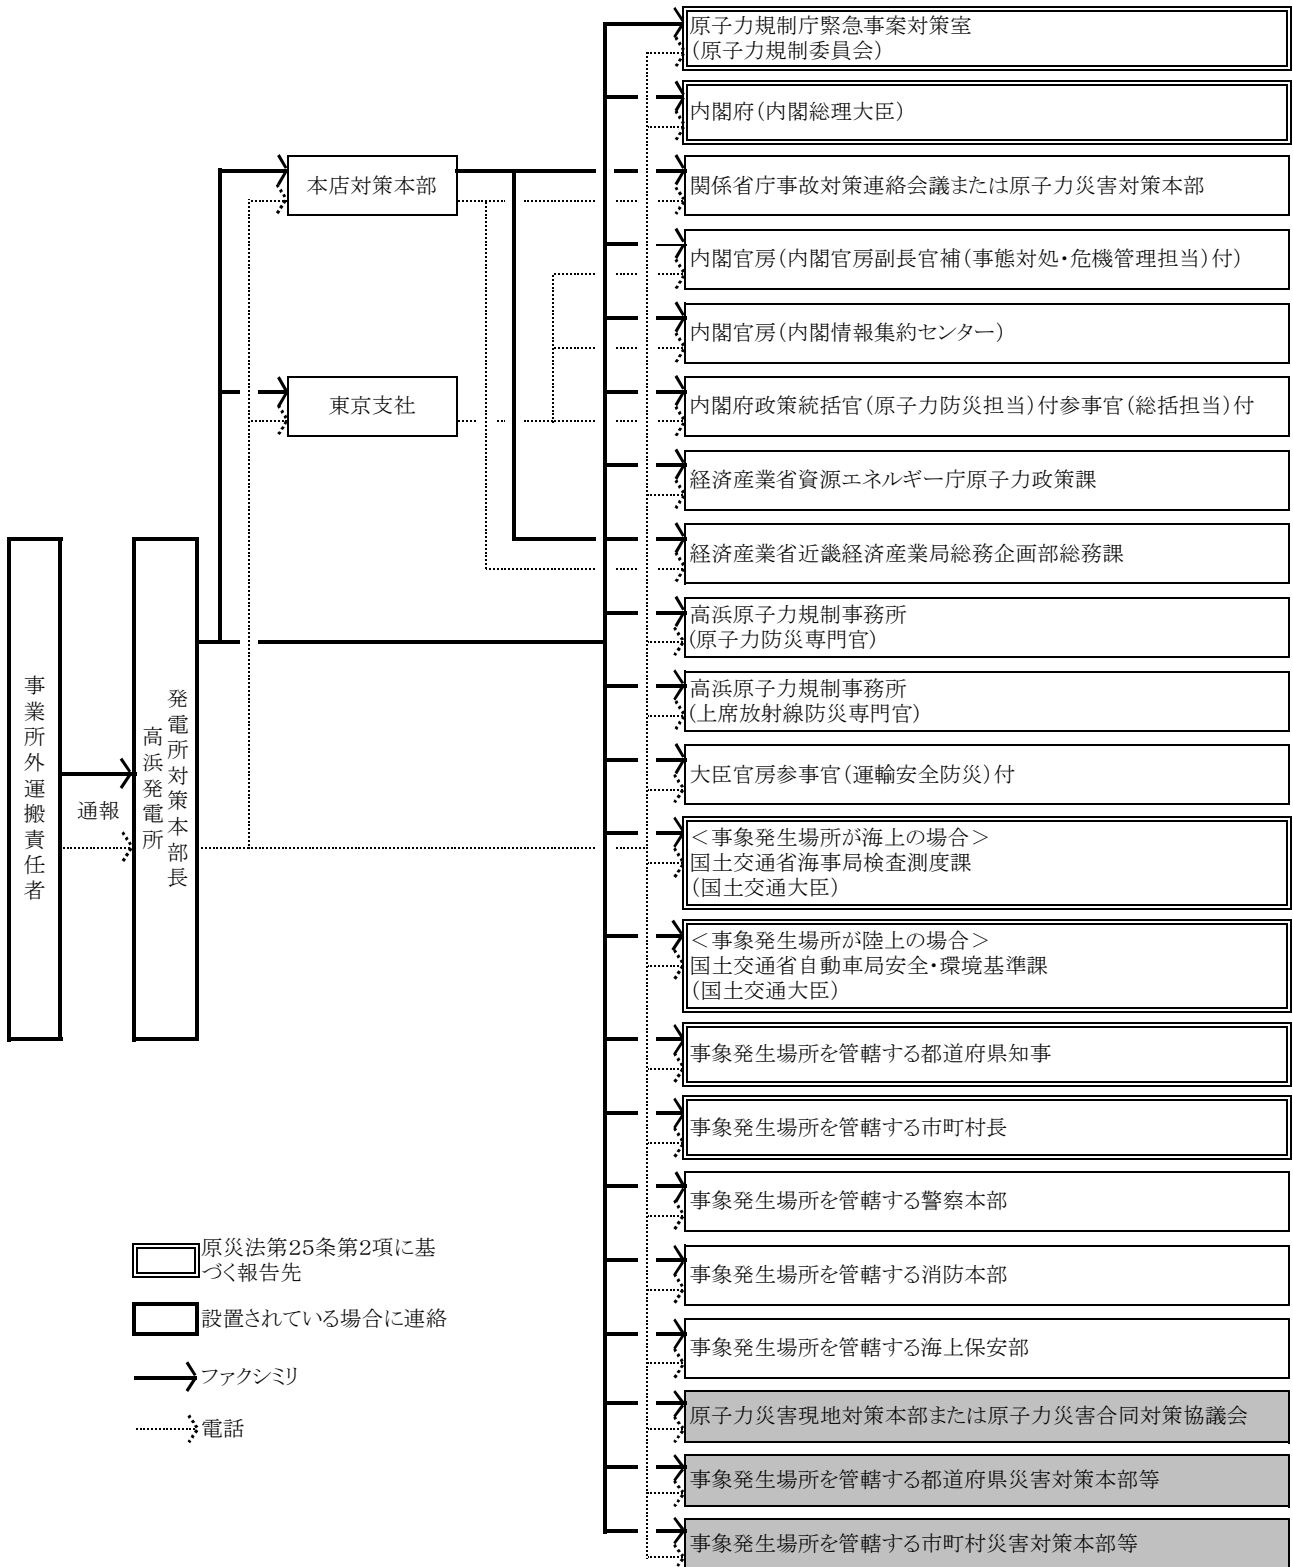 原子力規制庁緊急事案対策室
（原子力規制委員会）
内閣府（内閣総理大臣）
本店対策本部
関係省庁事故対策連絡会議または原子力災害対策本部
内閣官房（内閣官房副長官補（事態対処・危機管理担当）付）
内閣官房（内閣情報集約センター）
東京支社
内閣府政策統括官（原子力防災担当）付参事官（総括担当）付
経済産業省資源エネルギー庁原子力政策課
経済産業省近畿経済産業局総務企画部総務課
高浜原子力規制事務所
（原子力防災専門官）
高浜原子力規制事務所
（上席放射線防災専門官）
事業所外運搬責任者
通報
発電所対策本部長
高浜発電所
大臣官房参事官（運輸安全防災）付
＜事象発生場所が海上の場合＞
国土交通省海事局検査測度課
（国土交通大臣）
＜事象発生場所が陸上の場合＞
国土交通省自動車局安全・環境基準課
（国土交通大臣）
事象発生場所を管轄する都道府県知事
事象発生場所を管轄する市町村長
事象発生場所を管轄する警察本部
事象発生場所を管轄する消防本部
事象発生場所を管轄する海上保安部
原子力災害現地対策本部または原子力災害合同対策協議会
事象発生場所を管轄する都道府県災害対策本部等
事象発生場所を管轄する市町村災害対策本部等
原災法第２５条第２項に基
づく報告先
設置されている場合に連絡
ファクシミリ
電話